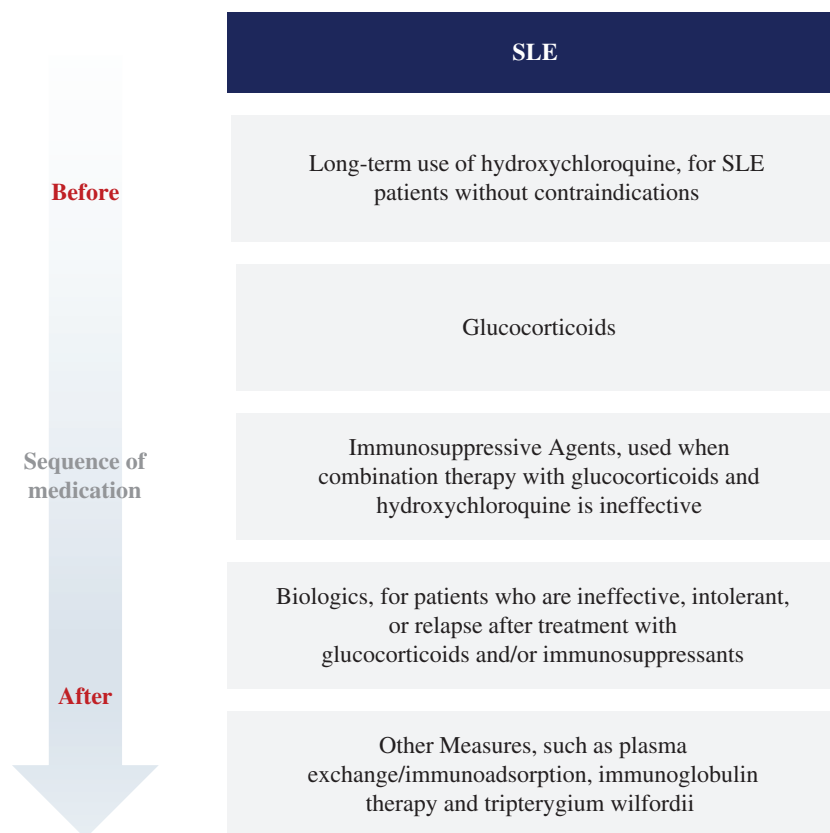 SLE
Before
Long-term use of hydroxychloroquine, for SLE
patients without contraindications
Glucocorticoids
Sequence of
medication
Immunosuppressive Agents, used when
combination therapy with glucocorticoids and
hydroxychloroquine is ineffective
Biologics, for patients who are ineffective, intolerant,
or relapse after treatment with
glucocorticoids and/or immunosuppressants
After
Other Measures, such as plasma
exchange/immunoadsorption, immunoglobulin
therapy and tripterygium wilfordii